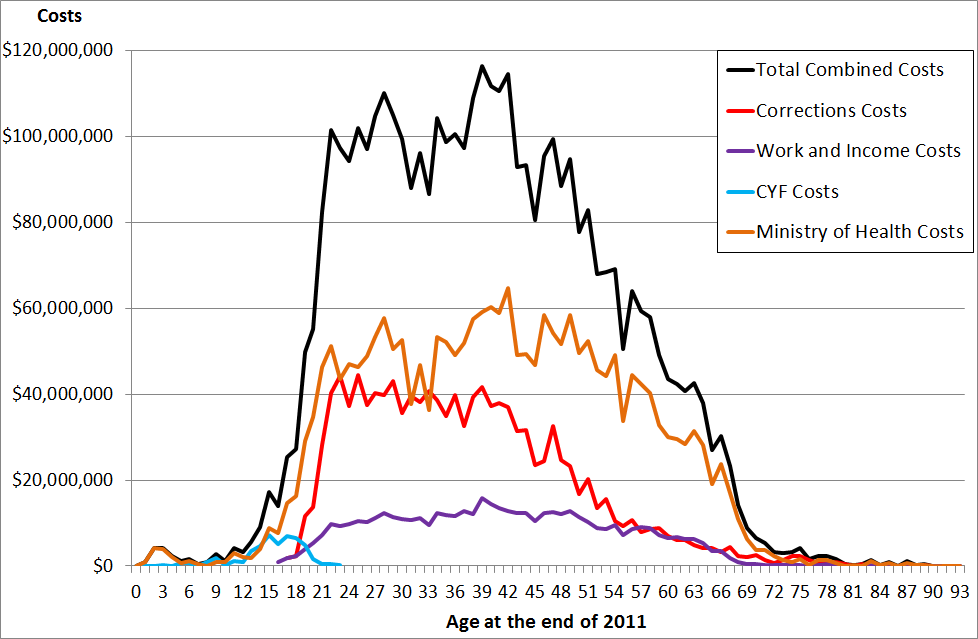 Costs
$120,000,000
$100,000,000
$80,000,000
$60,000,000
$40,000,000
$20,000,000
$0
Total Combined Costs
Corrections Costs
Work and Income Costs
CYF Costs
Ministry of Health Costs
0 3 6 9 12 15 18 21 24 27 30 33 36 39 42 45 48 51 54 57 60 63 66 69 72 75 78 81 84 87 90 93
Age at the end of 2011